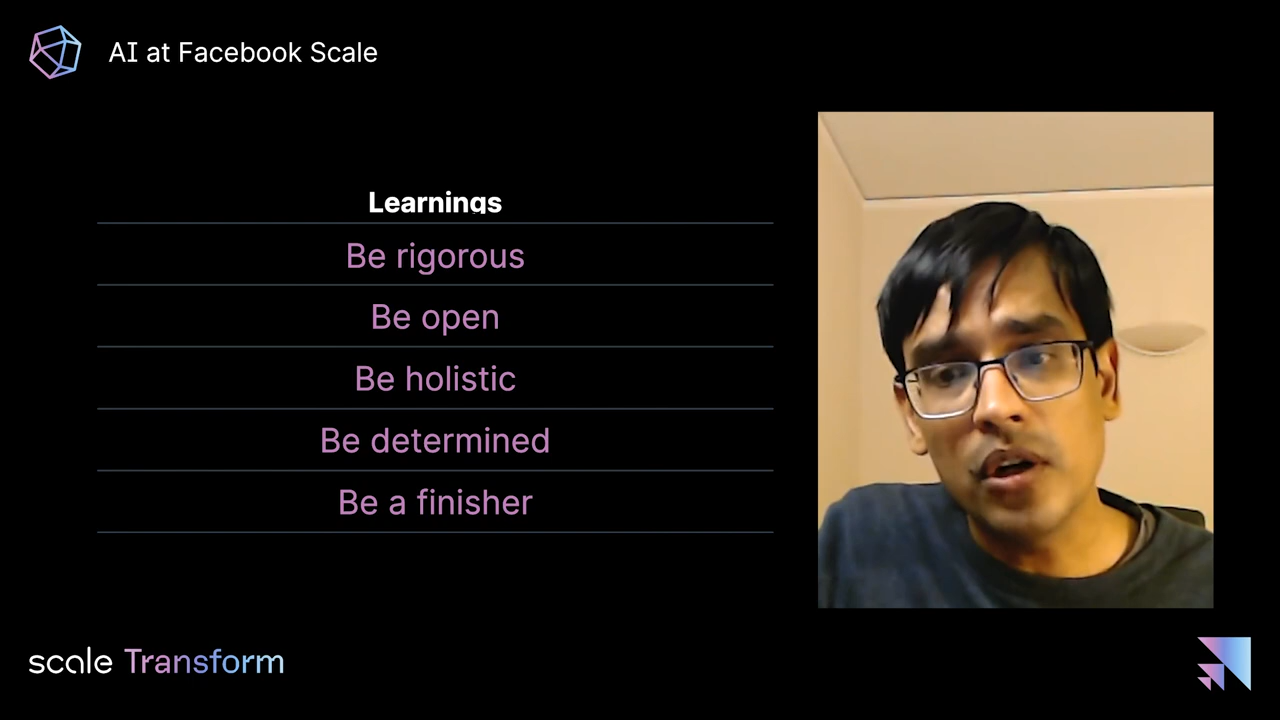 AI at Facebook Scale
Learnings
Be rigorous
Be open
Be holistic
Be determined
Be a finisher
scale Transform